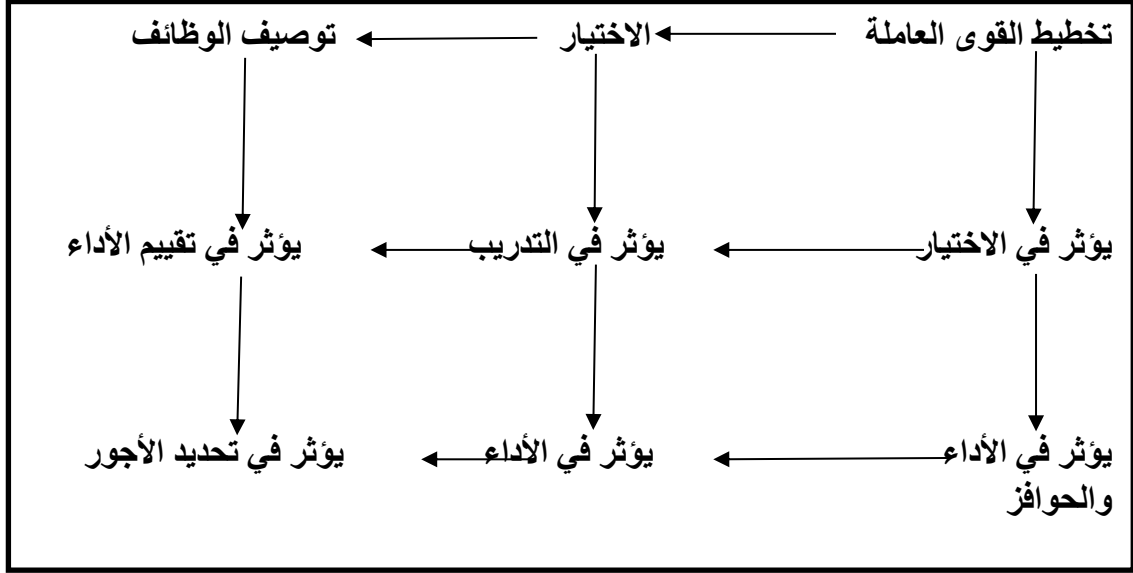 تخطيط القوى العاملة الاختيار توصيف الوظائف
يؤثر في الاختيار يؤثر في التدريب يؤثر في تقييم الأداء
يؤثر في الأداء يؤثر في الأداء يؤثر في تحديد الأجور
والحوافز